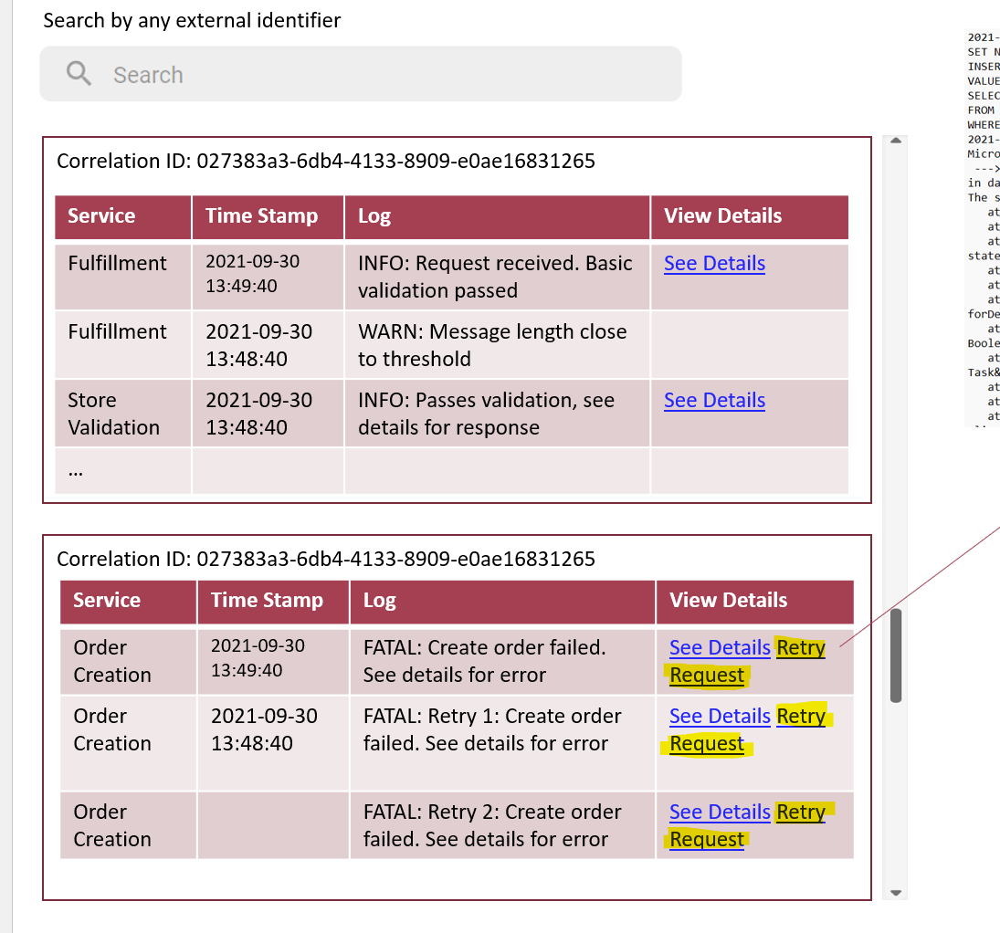 Search by any external identifier
Search
Correlation ID: 027383a3-6db4-4133-8909-e0ae16831265
Service Time Stamp Log View Details
Fulfillment 2021-09-30 13:49:40 INFO: Request received. Basic validation passed See Details
Fulfillment 2021-09-30 13:48:40 WARN: Message length close to threshold
Store Validation 2021-09-30 13:48:40 INFO: Passes validation, see details for response See Details
...
Correlation ID: 027383a3-6db4-4133-8909-e0ae16831265
Service Time Stamp Log View Details
Order Creation 2021-09-30 13:49:40 FATAL: Create order failed. See details for error See Details Retry Request
Order Creation 2021-09-30 13:48:40 FATAL: Retry 1: Create order failed. See details for error See Details Retry Request
Order Creation FATAL: Retry 2: Create order failed. See details for error See Details Retry Request
2021-
SET N
INSER
VALUE
SELEC
FROM
WHERE
2021-
Micro
--->
in da
The s
at
at
at
state
at
at
at
forDe
at
Boole
at
Task&
at
at
at